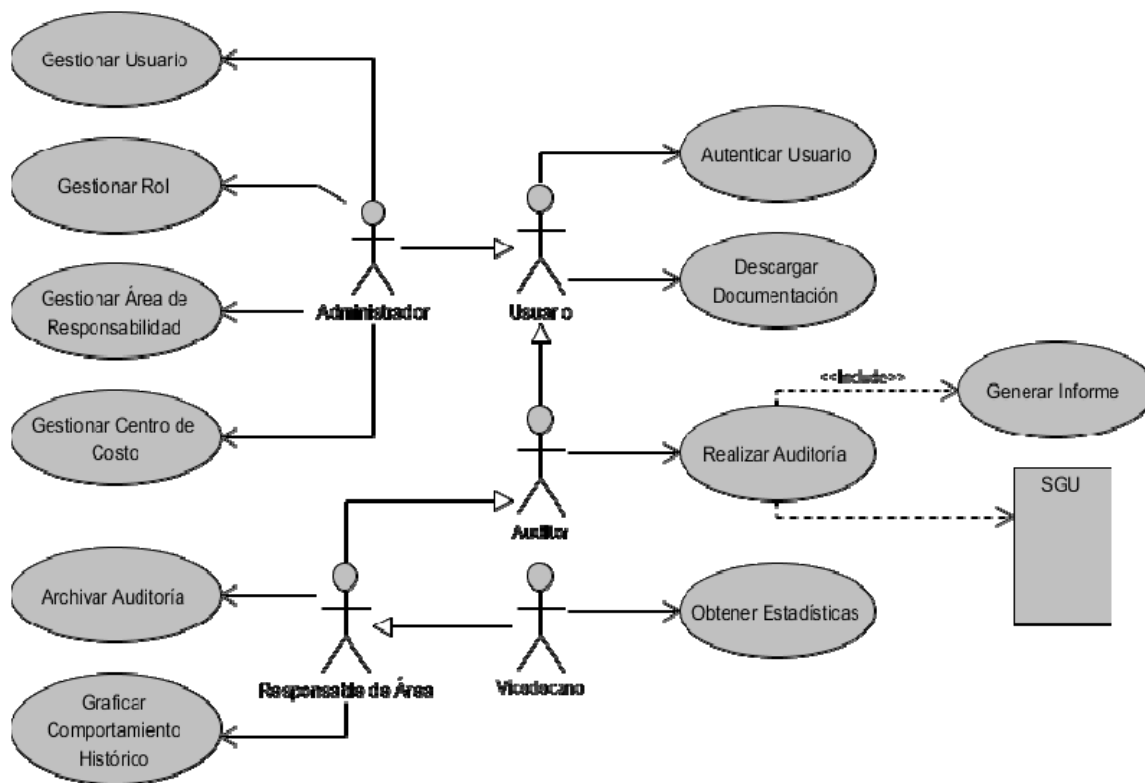 Gestionar Usuario
Autenticar Usuario
Gestionar Rol
Descargar
Documentación
Gestionar Área de
Responsabilidad
Administrador
Usuario
<<Include>>
Generar Informe
Gestionar Centro de
Costo
Realizar Auditoría
SGU
Auditor
Archivar Auditoría
Obtener Estadísticas
Responsable de Área
Vicedecano
Graficar
Comportamiento
Histórico